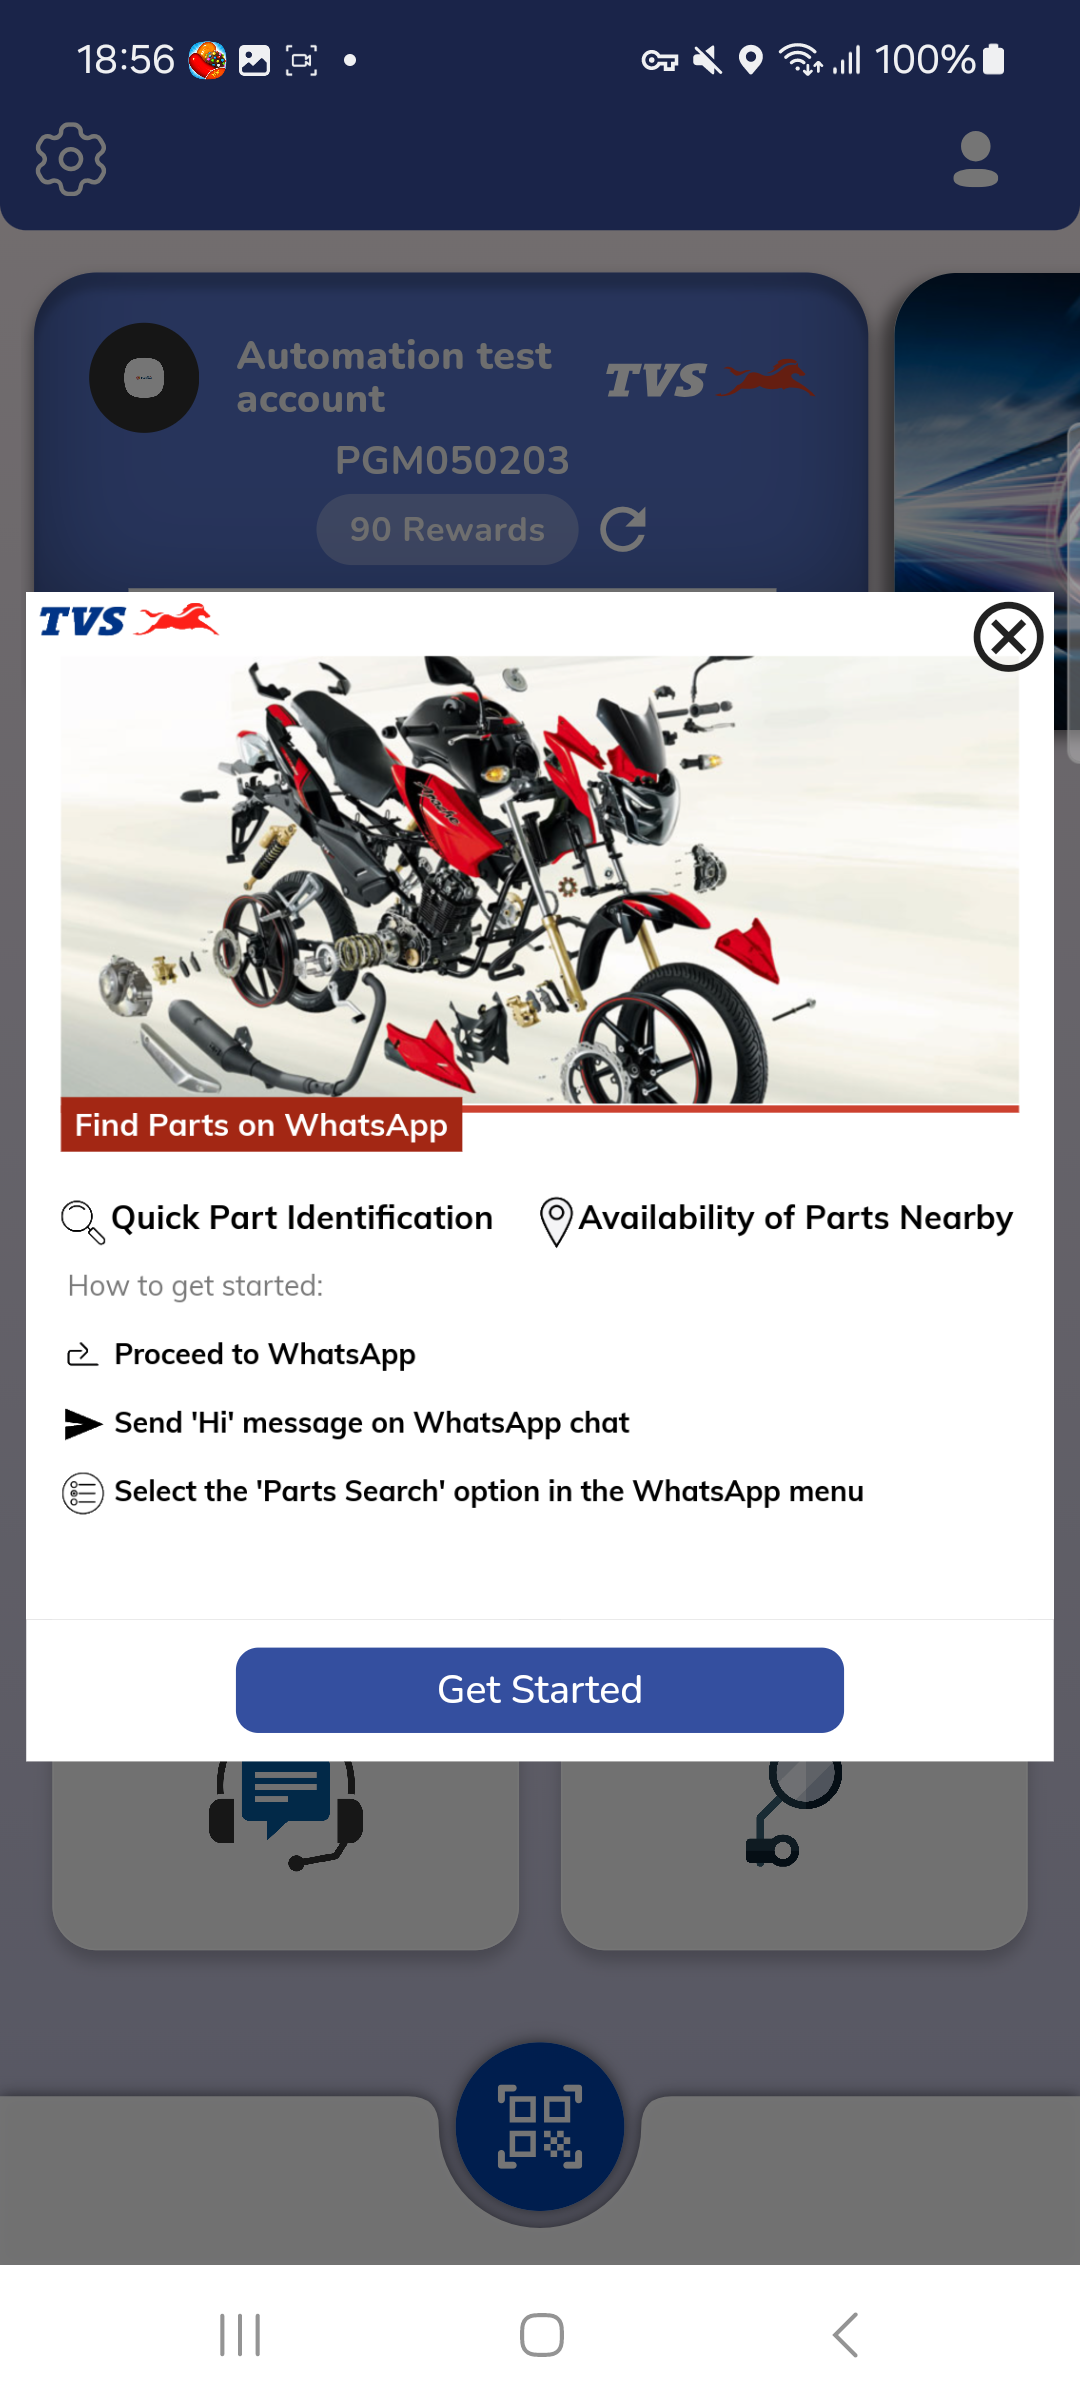 18:56
100%
Automation test
account
TVS
PGM050203
90 Rewards
TVS
Apache
Find Parts on WhatsApp
Quick Part Identification
Availability of Parts Nearby
How to get started:
Proceed to WhatsApp
Send 'Hi' message on WhatsApp chat
Select the 'Parts Search' option in the WhatsApp menu
Get Started